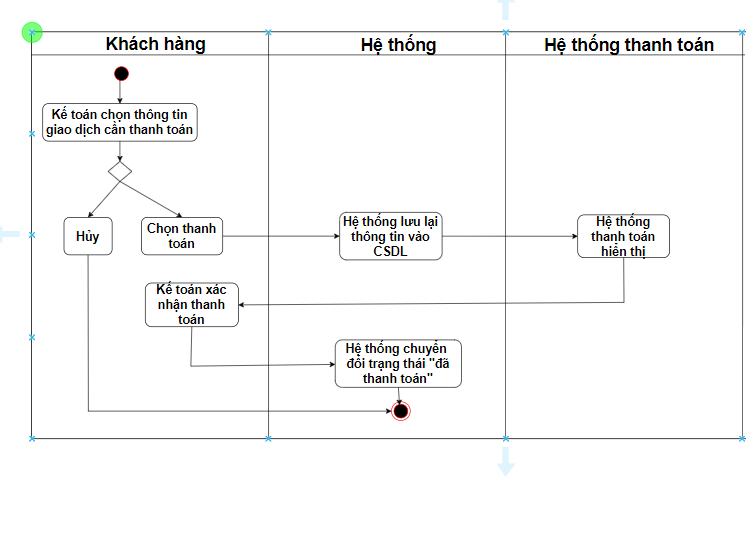 Khách hàng
Hệ thống
Hệ thống thanh toán
Kế toán chọn thông tin
giao dịch cần thanh toán
Hủy
Chọn thanh
toán
Hệ thống lưu lại
thông tin vào
CSDL
Hệ thống
thanh toán
hiển thị
Kế toán xác
nhận thanh
toán
Hệ thống chuyển
đổi trạng thái "đã
thanh toán"